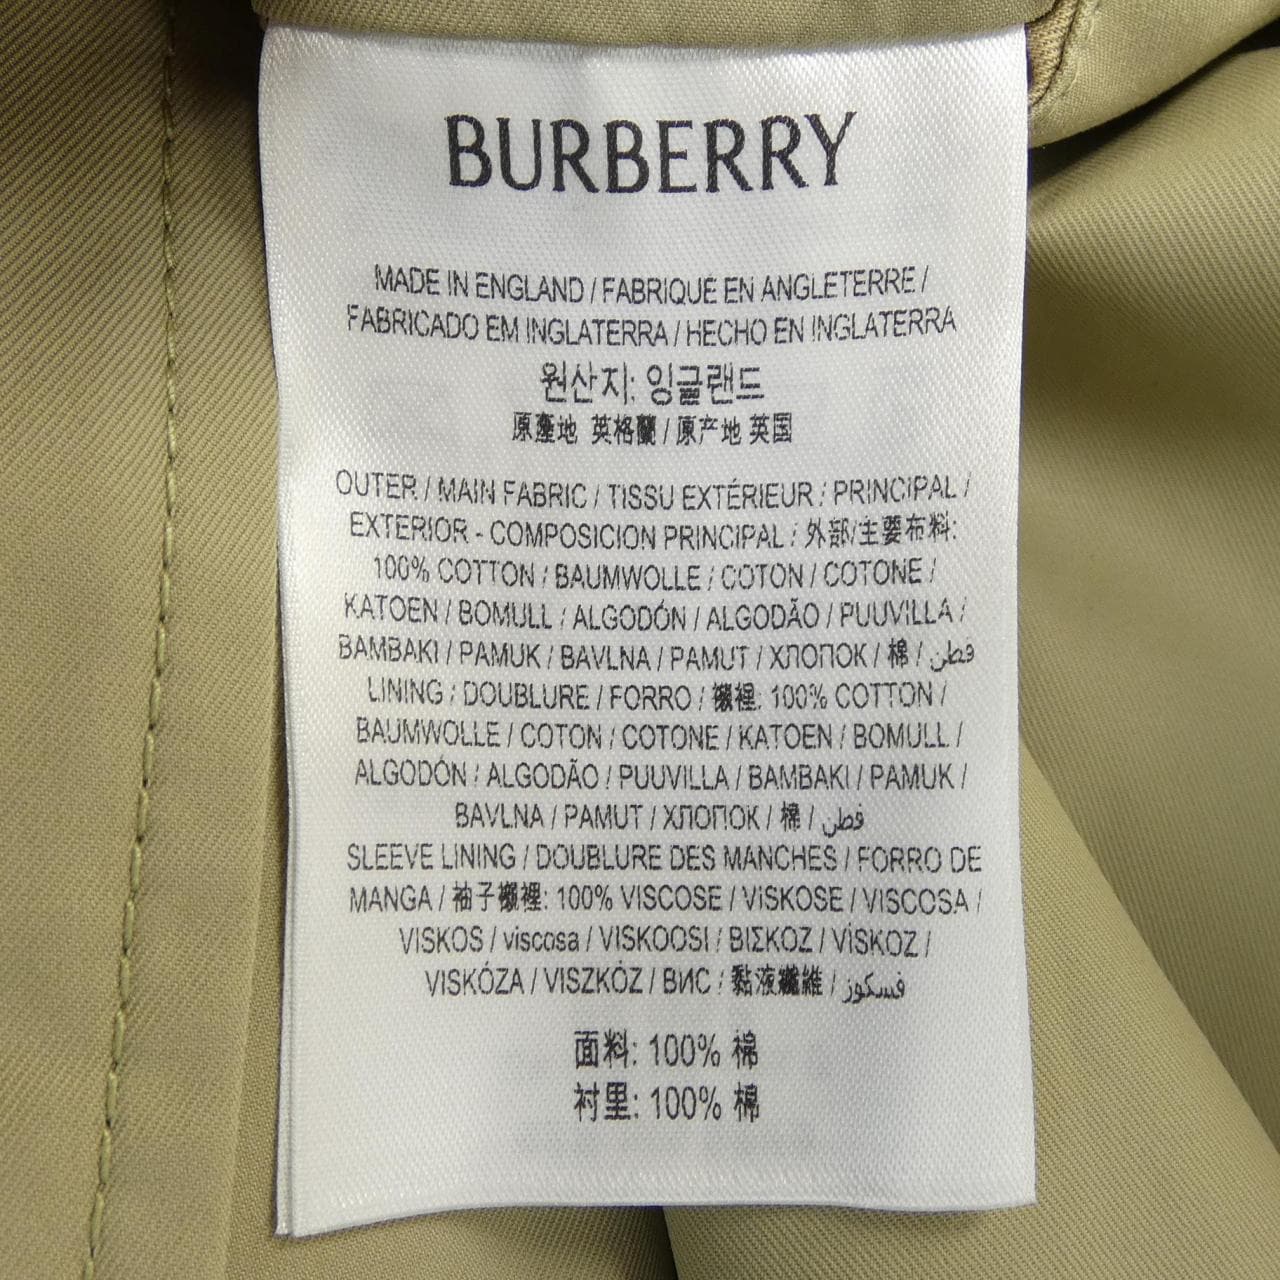 BURBERRY
MADE IN ENGLAND / FABRIQUE EN ANGLETERRE /
FABRICADO EM INGLATERRA / HECHO EN INGLATERRA
원산지: 잉글랜드
原產地 英格蘭 / 原产地 英国
OUTER / MAIN FABRIC / TISSU EXTÉRIEUR / PRINCIPAL /
EXTERIOR - COMPOSICION PRINCIPAL / 外部/主要布料:
100% COTTON / BAUMWOLLE / COTON / COTONE /
KATOEN / BOMULL / ALGODÓN / ALGODÃO / PUUVILLA /
BAMBAKI / PAMUK / BAVLNA / PAMUT / ХЛОПОК / 棉 / قطن
LINING / DOUBLURE / FORRO / 襯裡: 100% COTTON /
BAUMWOLLE / COTON / COTONE / KATOEN / BOMULL /
ALGODÓN / ALGODÃO / PUUVILLA / BAMBAKI / PAMUK /
BAVLNA / PAMUT / ХЛОПОК / 棉 / قطن
SLEEVE LINING / DOUBLURE DES MANCHES / FORRO DE
MANGA / 袖子襯裡: 100% VISCOSE / VISKOSE / VISCOSA /
VISKOS / viscosa / VISKOOSI / ΒΙΣΚΟΖ / VİSKOZ /
VISKÓZA / VISZKÓZ / ВИС / 黏液纖維 / فسكوز
面料: 100% 棉
衬里: 100% 棉